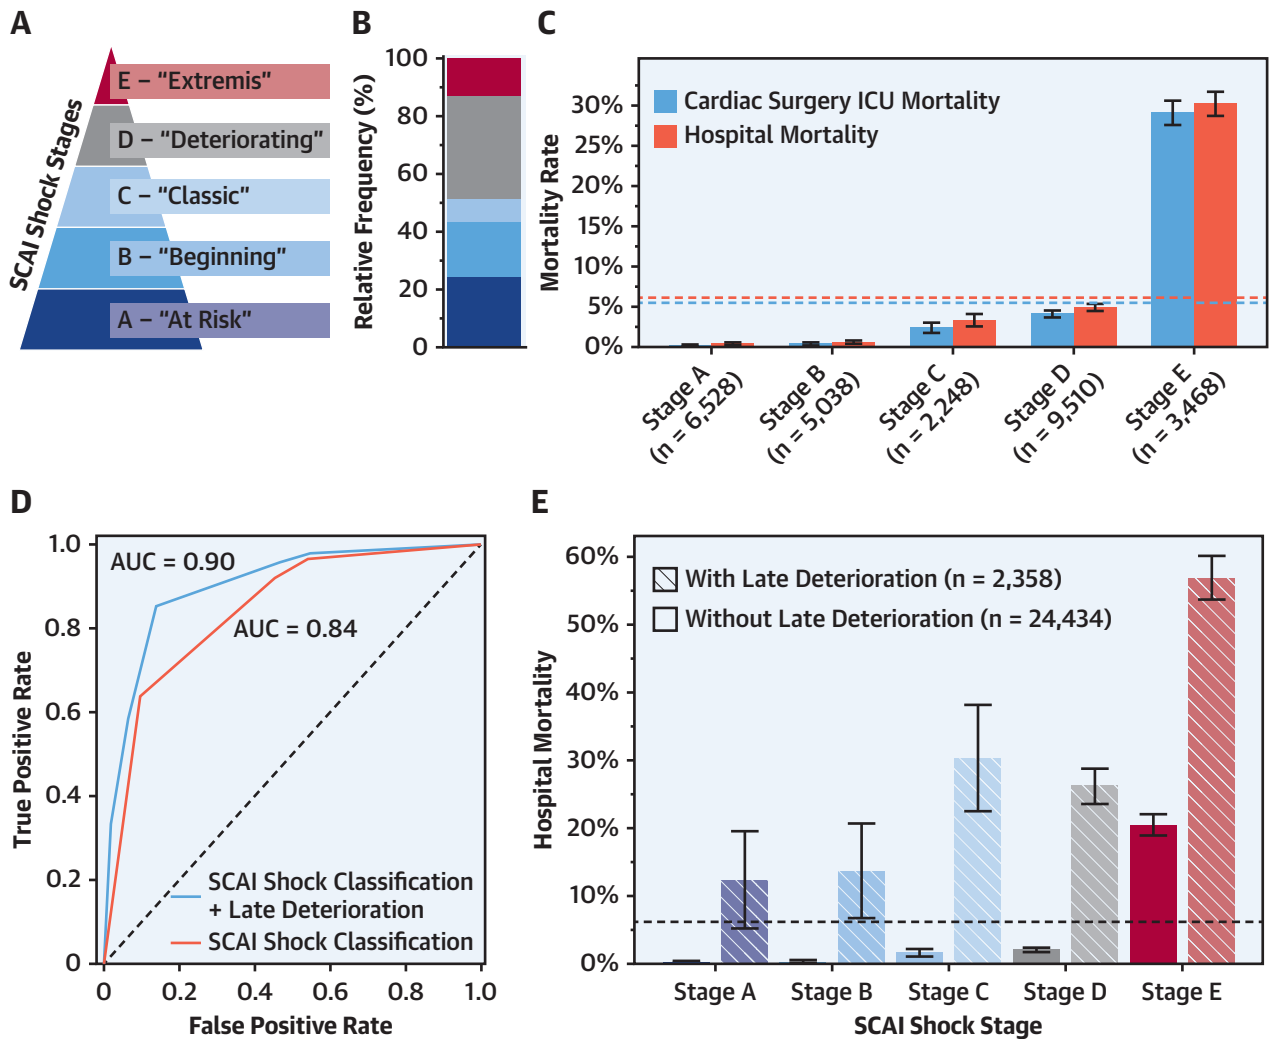 A
SCAI Shock Stages
E – “Extremis”
D – “Deteriorating”
C – “Classic”
B – “Beginning”
A – “At Risk”
B
Relative Frequency (%)
100
80
60
40
20
0
C
Mortality Rate
30%
25%
20%
15%
10%
5%
0%
Cardiac Surgery ICU Mortality
Hospital Mortality
Stage A
(n = 6,528)
Stage B
(n = 5,038)
Stage C
(n = 2,248)
Stage D
(n = 9,510)
Stage E
(n = 3,468)
D
True Positive Rate
1.0
0.8
0.6
0.4
0.2
0
AUC = 0.90
AUC = 0.84
SCAI Shock Classification
+ Late Deterioration
SCAI Shock Classification
0 0.2 0.4 0.6 0.8 1.0
False Positive Rate
E
Hospital Mortality
60%
50%
40%
30%
20%
10%
0%
With Late Deterioration (n = 2,358)
Without Late Deterioration (n = 24,434)
Stage A Stage B Stage C Stage D Stage E
SCAI Shock Stage